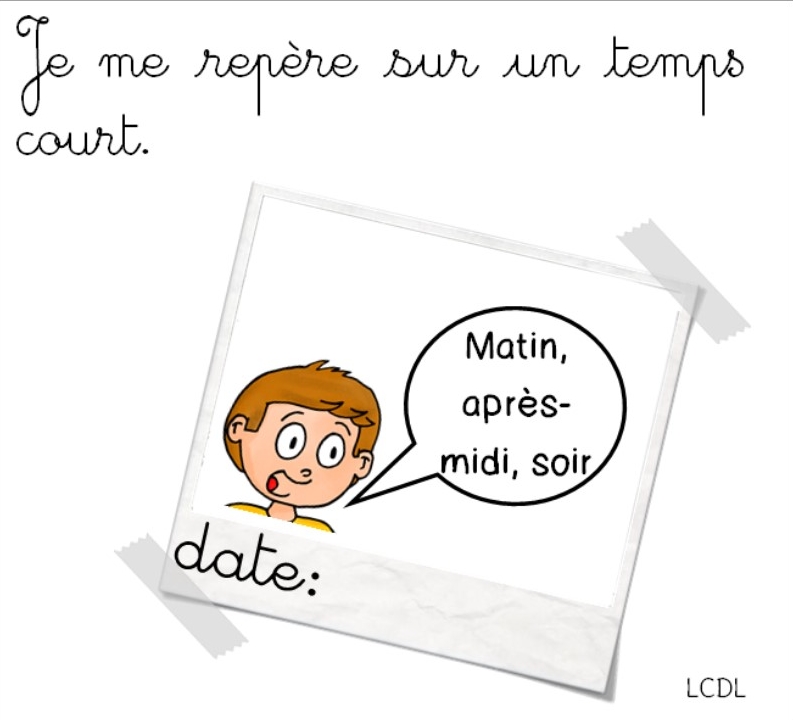 Je me repère sur un temps
court.
Matin,
après-
midi, soir
date:
LCDL